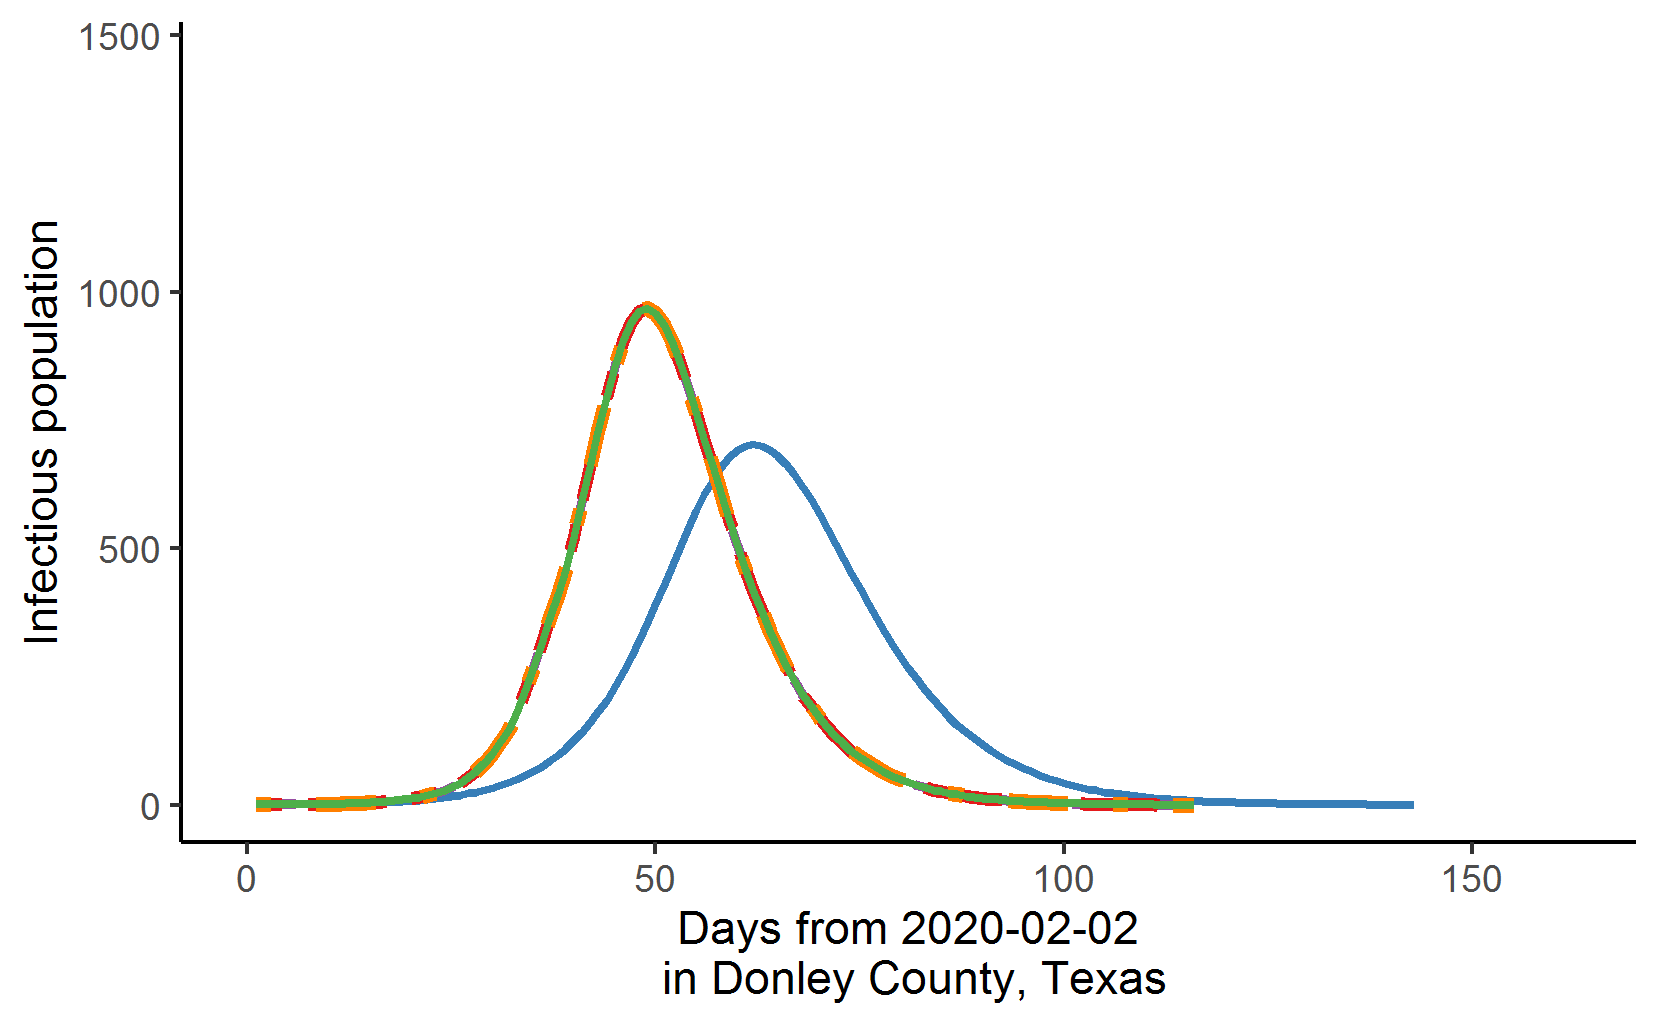 1500
1000
500
0
Infectious population
0 50 100 150
Days from 2020-02-02
in Donley County, Texas